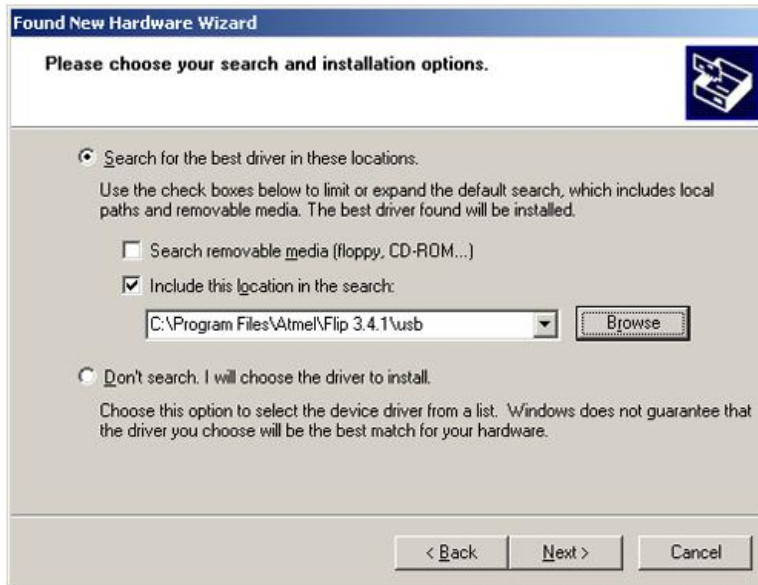 Found New Hardware Wizard
Please choose your search and installation options.
Search for the best driver in these locations.
Use the check boxes below to limit or expand the default search, which includes local
paths and removable media. The best driver found will be installed.
Search removable media (floppy, CD-ROM...)
Include this location in the search:
C:\Program Files\Atmel\Flip 3.4.1\usb
Browse
Don't search. I will choose the driver to install.
Choose this option to select the device driver from a list. Windows does not guarantee that
the driver you choose will be the best match for your hardware.
< Back
Next >
Cancel